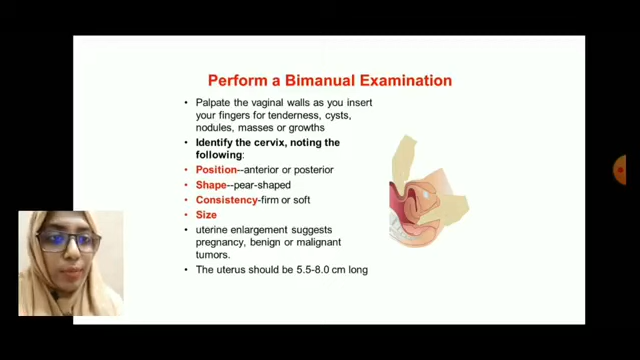 Perform a Bimanual Examination
• Palpate the vaginal walls as you insert
your fingers for tenderness, cysts,
nodules, masses or growths
• Identify the cervix, noting the
following:
• Position--anterior or posterior
• Shape--pear-shaped
• Consistency-firm or soft
• Size
• uterine enlargement suggests
pregnancy, benign or malignant
tumors.
• The uterus should be 5.5-8.0 cm long